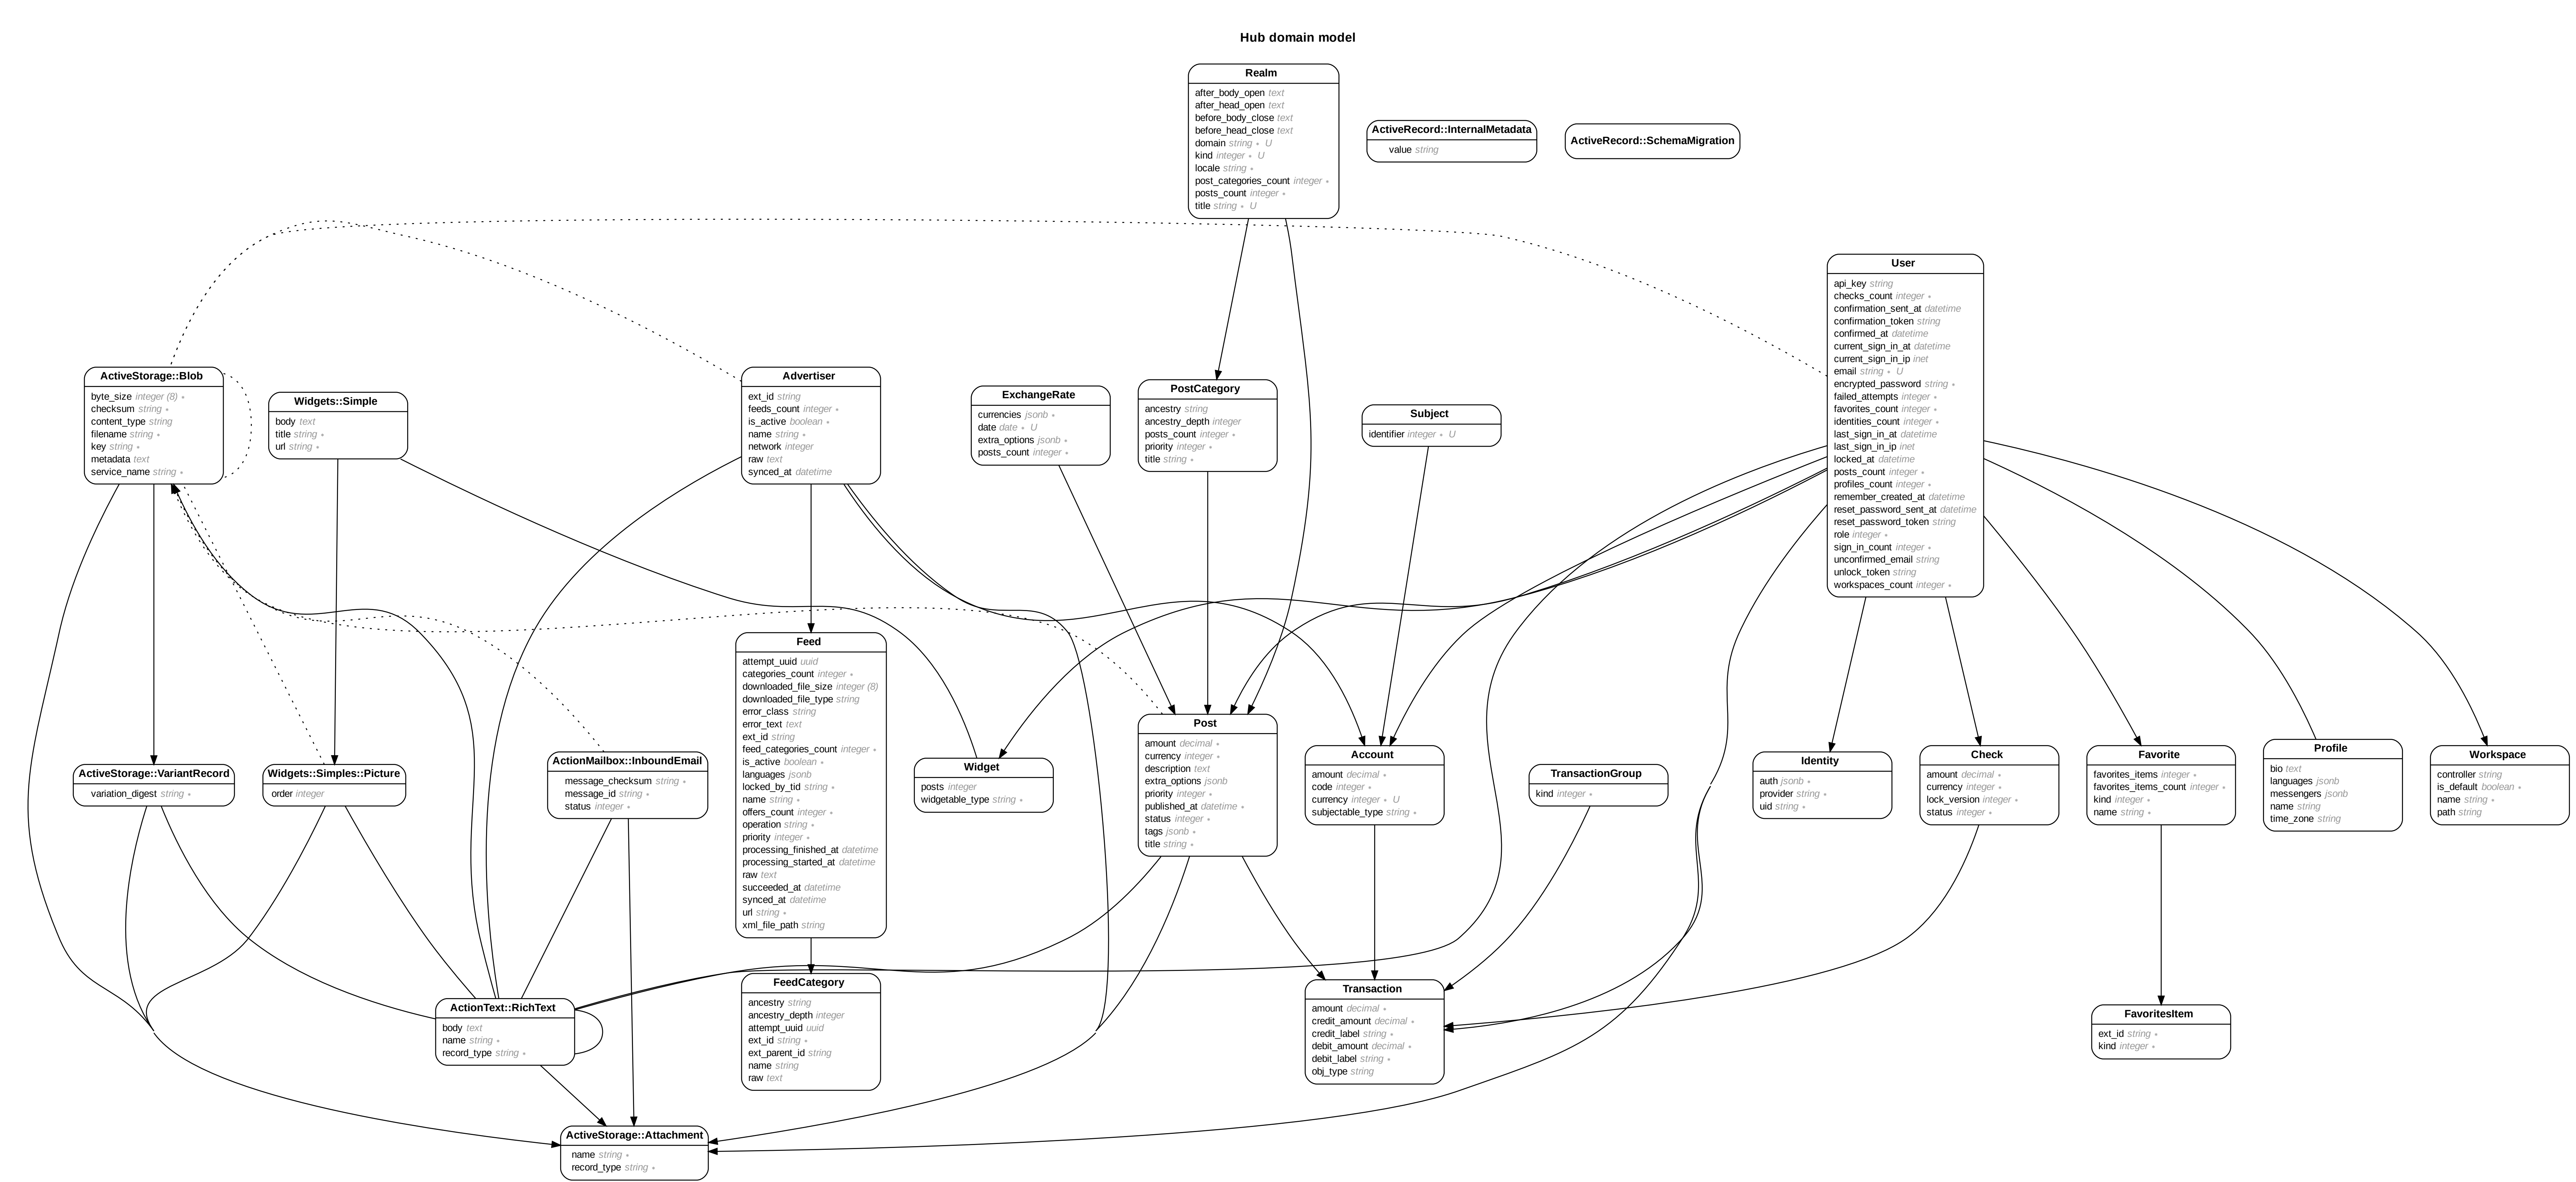 Hub domain model
Realm
after_body_open text
after_head_open text
before_body_close text
before_head_close text
domain string ∗ U
kind integer ∗ U
locale string ∗
post_categories_count integer ∗
posts_count integer ∗
title string ∗ U
ActiveRecord::InternalMetadata
value string
ActiveRecord::SchemaMigration
User
api_key string
checks_count integer ∗
confirmation_sent_at datetime
confirmation_token string
confirmed_at datetime
current_sign_in_at datetime
current_sign_in_ip inet
email string ∗ U
encrypted_password string ∗
failed_attempts integer ∗
favorites_count integer ∗
identities_count integer ∗
last_sign_in_at datetime
last_sign_in_ip inet
locked_at datetime
posts_count integer ∗
profiles_count integer ∗
remember_created_at datetime
reset_password_sent_at datetime
reset_password_token string
role integer ∗
sign_in_count integer ∗
unconfirmed_email string
unlock_token string
workspaces_count integer ∗
ActiveStorage::Blob
byte_size integer (8) ∗
checksum string ∗
content_type string
filename string ∗
key string ∗
metadata text
service_name string ∗
Widgets::Simple
body text
title string ∗
url string ∗
Advertiser
ext_id string
feeds_count integer ∗
is_active boolean ∗
name string ∗
network integer
raw text
synced_at datetime
ExchangeRate
currencies jsonb ∗
date date ∗ U
extra_options jsonb ∗
posts_count integer ∗
PostCategory
ancestry string
ancestry_depth integer
posts_count integer ∗
priority integer ∗
title string ∗
Subject
identifier integer ∗ U
Feed
attempt_uuid uuid
categories_count integer ∗
downloaded_file_size integer (8)
downloaded_file_type string
error_class string
error_text text
ext_id string
feed_categories_count integer ∗
is_active boolean ∗
languages jsonb
locked_by_tid string ∗
name string ∗
offers_count integer ∗
operation string ∗
priority integer ∗
processing_finished_at datetime
processing_started_at datetime
raw text
succeeded_at datetime
synced_at datetime
url string ∗
xml_file_path string
ActiveStorage::VariantRecord
variation_digest string ∗
Widgets::Simples::Picture
order integer
ActionMailbox::InboundEmail
message_checksum string ∗
message_id string ∗
status integer ∗
Widget
posts integer
widgetable_type string ∗
Post
amount decimal ∗
currency integer ∗
description text
extra_options jsonb
priority integer ∗
published_at datetime ∗
status integer ∗
tags jsonb ∗
title string ∗
Account
amount decimal ∗
code integer ∗
currency integer ∗ U
subjectable_type string ∗
TransactionGroup
kind integer ∗
Identity
auth jsonb ∗
provider string ∗
uid string ∗
Check
amount decimal ∗
currency integer ∗
lock_version integer ∗
status integer ∗
Favorite
favorites_items integer ∗
favorites_items_count integer ∗
kind integer ∗
name string ∗
Profile
bio text
languages jsonb
messengers jsonb
name string
time_zone string
Workspace
controller string
is_default boolean ∗
name string ∗
path string
ActionText::RichText
body text
name string ∗
record_type string ∗
FeedCategory
ancestry string
ancestry_depth integer
attempt_uuid uuid
ext_id string ∗
ext_parent_id string
name string
raw text
Transaction
amount decimal ∗
credit_amount decimal ∗
credit_label string ∗
debit_amount decimal ∗
debit_label string ∗
obj_type string
FavoritesItem
ext_id string ∗
kind integer ∗
ActiveStorage::Attachment
name string ∗
record_type string ∗